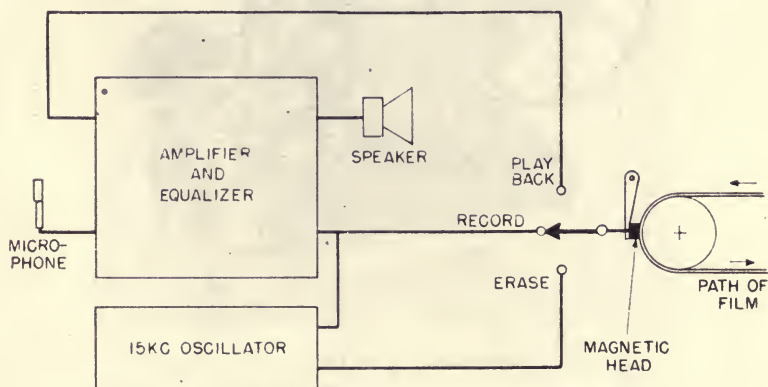 AMPLIFIER
AND
EQUALIZER
SPEAKER
PLAY
BACK
RECORD
MICRO-
PHONE
ERASE
PATH OF
FILM
15KC OSCILLATOR
MAGNETIC
HEAD